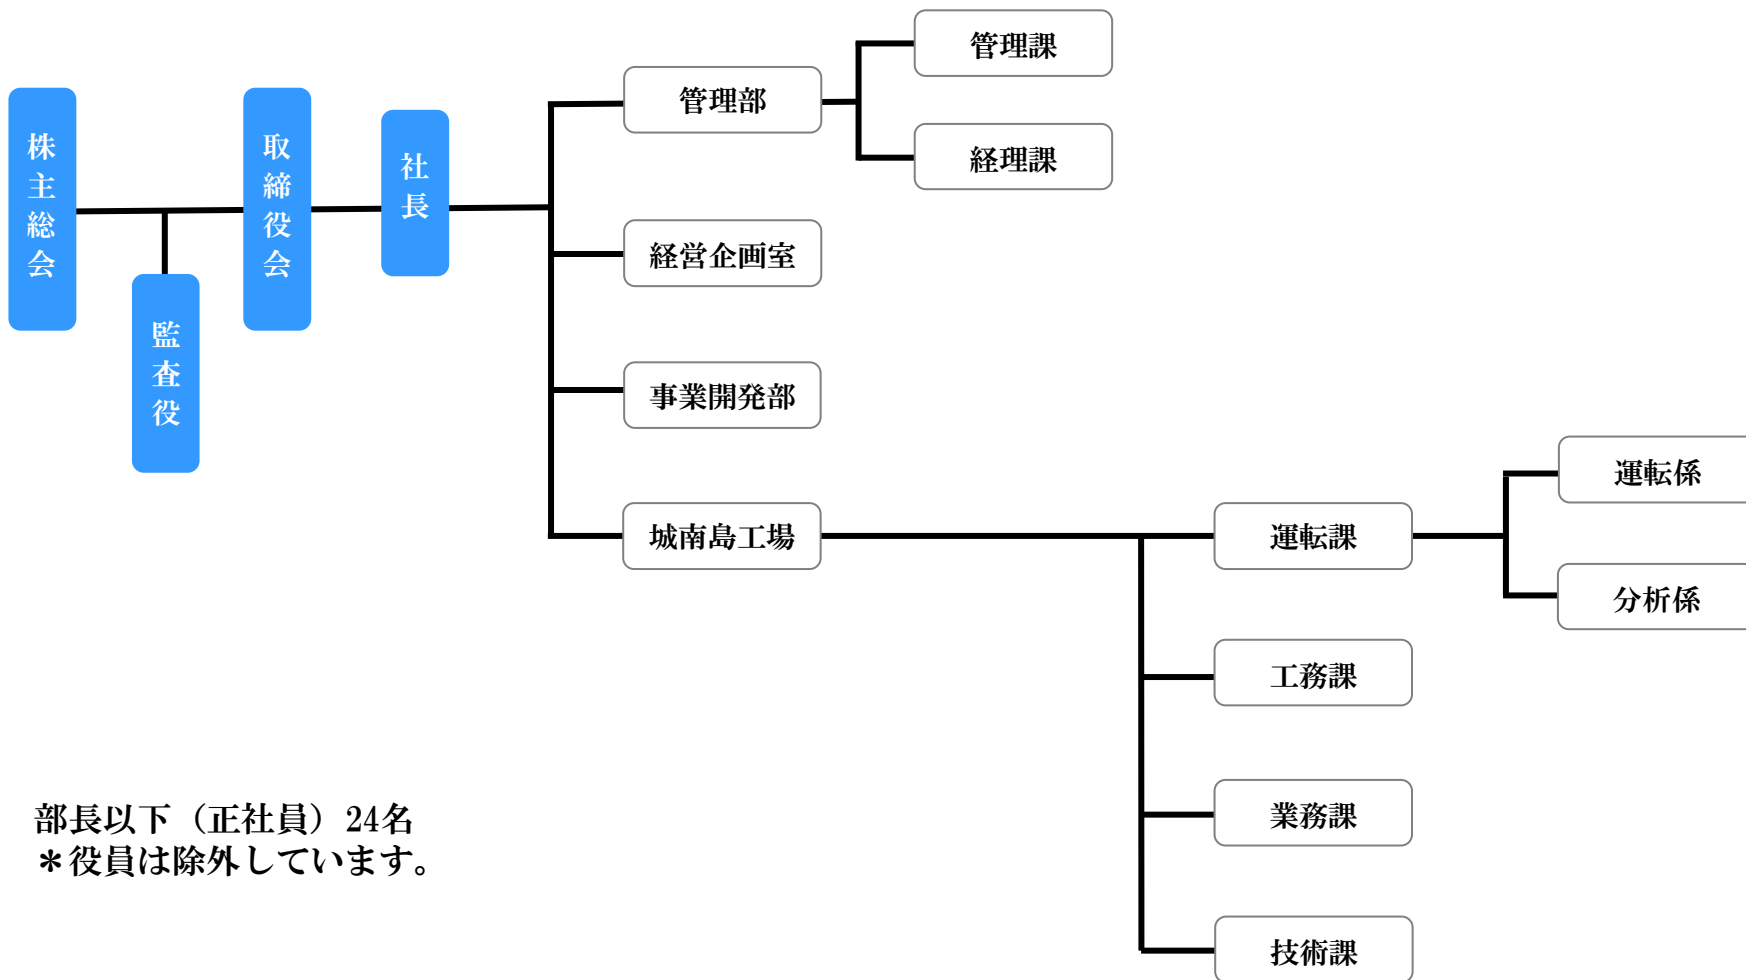 株主総会
監査役
取締役会
社長
管理部
管理課
経理課
経営企画室
事業開発部
城南島工場
運転課
運転係
分析係
工務課
業務課
技術課
部長以下（正社員）24名
＊役員は除外しています。